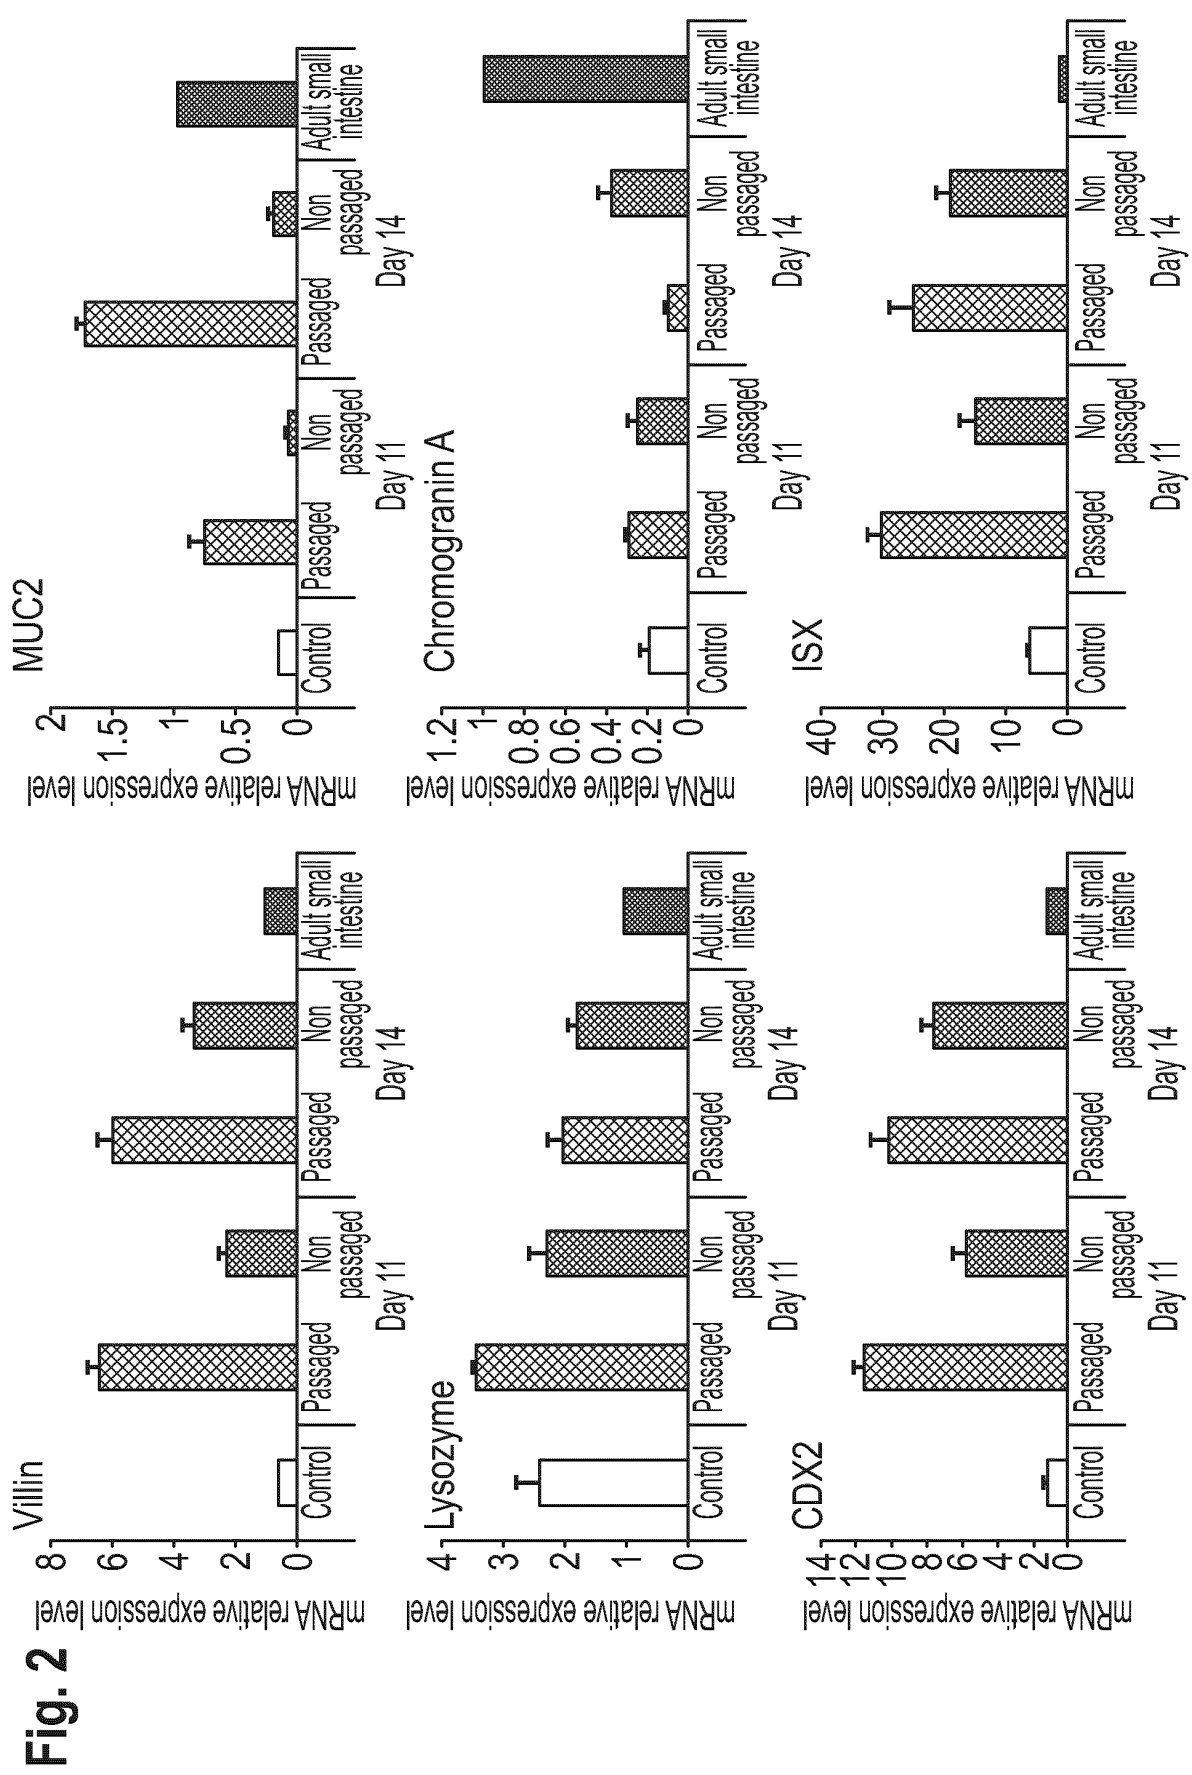 Fig. 2
Villin
mRNA relative expression level
8
6
4
2
0
Control
Passaged
Non
passaged
Day 11
Passaged
Non
passaged
Day 14
Adult small
intestine
MUC2
mRNA relative expression level
2
1.5
1
0.5
0
Control
Passaged
Non
passaged
Day 11
Passaged
Non
passaged
Day 14
Adult small
intestine
Lysozyme
mRNA relative expression level
4
3
2
1
0
Control
Passaged
Non
passaged
Day 11
Passaged
Non
passaged
Day 14
Adult small
intestine
Chromogranin A
mRNA relative expression level
1.2
1
0.8
0.6
0.4
0.2
0
Control
Passaged
Non
passaged
Day 11
Passaged
Non
passaged
Day 14
Adult small
intestine
CDX2
mRNA relative expression level
14
12
10
8
6
4
2
0
Control
Passaged
Non
passaged
Day 11
Passaged
Non
passaged
Day 14
Adult small
intestine
ISX
mRNA relative expression level
40
30
20
10
0
Control
Passaged
Non
passaged
Day 11
Passaged
Non
passaged
Day 14
Adult small
intestine